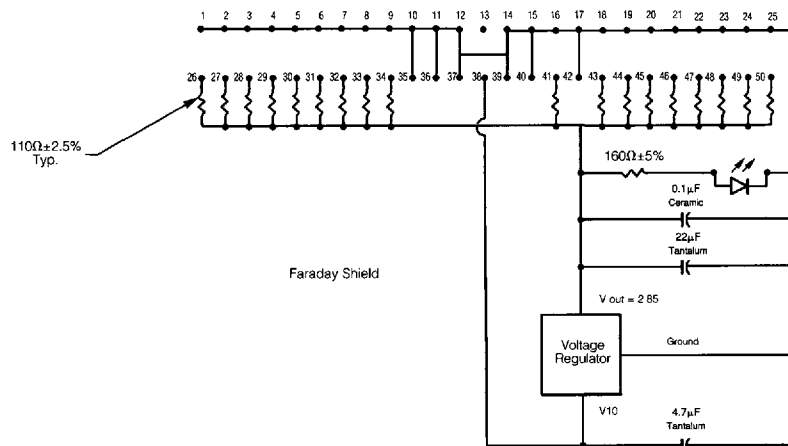 1 2 3 4 5 6 7 8 9 10 11 12 13 14 15 16 17 18 19 20 21 22 23 24 25
26 27 28 29 30 31 32 33 34 35 36 37 38 39 40 41 42 43 44 45 46 47 48 49 50
110Ω±2.5%
Typ.
160Ω±5%
0.1µF
Ceramic
22µF
Tantalum
Faraday Shield
V out = 2 85
Voltage
Regulator
Ground
V10
4.7µF
Tantalum